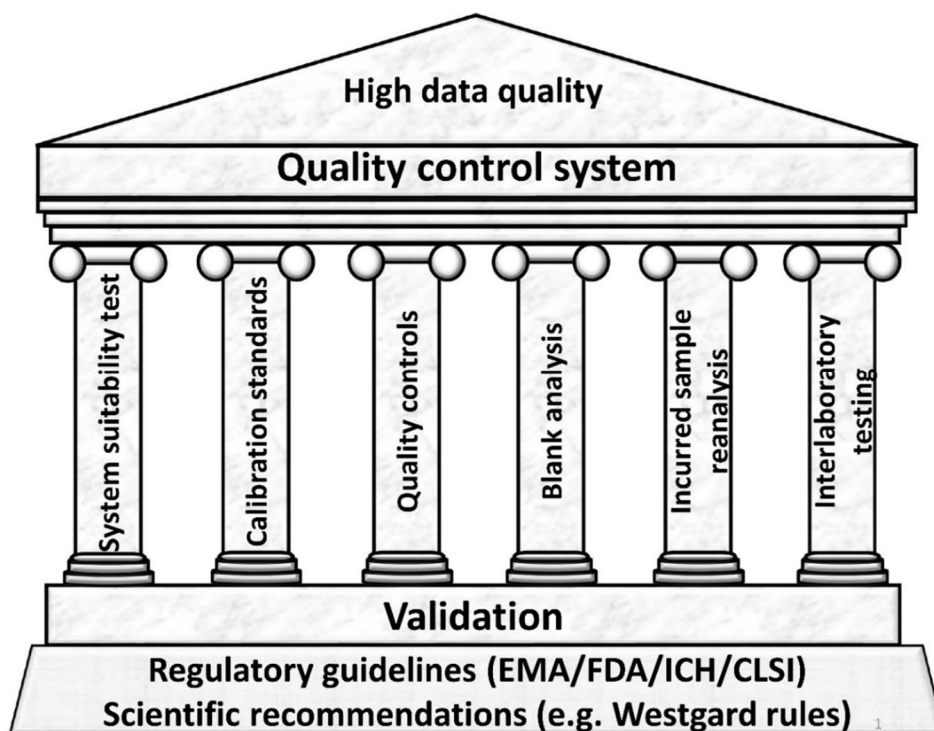 High data quality
Quality control system
System suitability test
Calibration standards
Quality controls
Blank analysis
Incurred sample
reanalysis
Interlaboratory
testing
Validation
Regulatory guidelines (EMA/FDA/ICH/CLSI)
Scientific recommendations (e.g. Westgard rules)
1